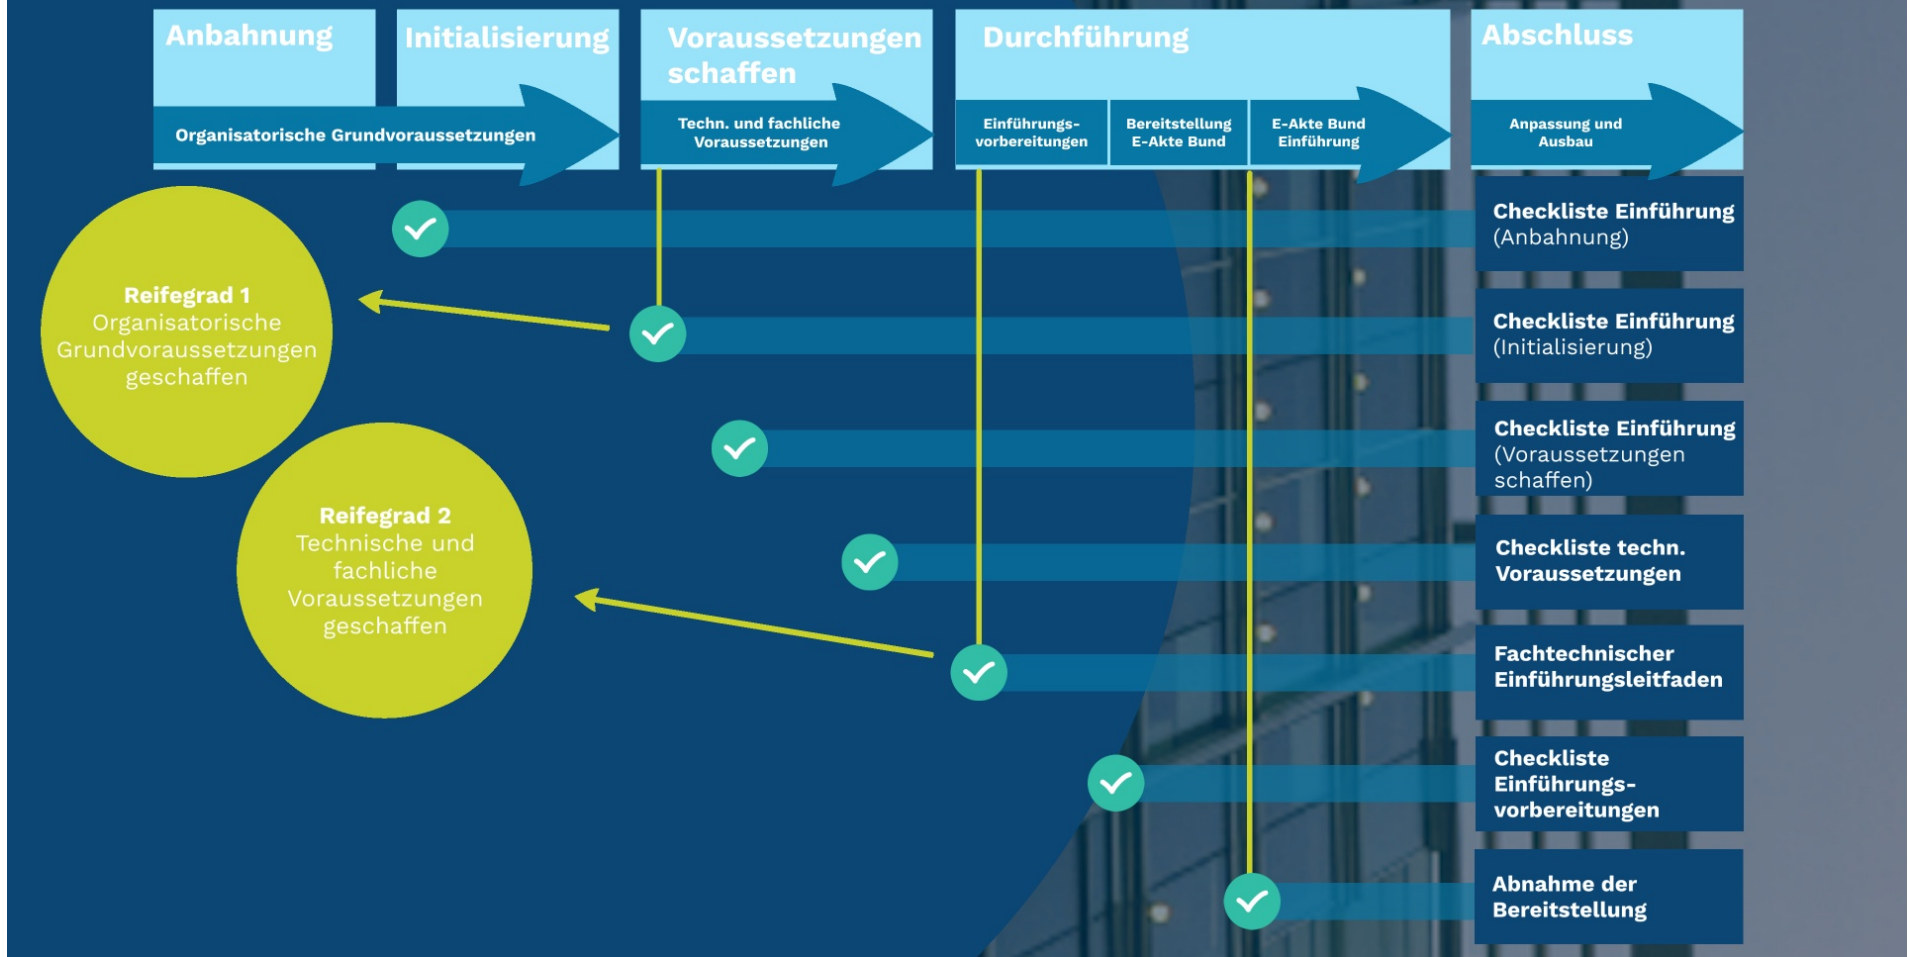 Anbahnung
Initialisierung
Voraussetzungen
schaffen
Durchführung
Abschluss
Organisatorische Grundvoraussetzungen
Techn. und fachliche
Voraussetzungen
Einführungs-
vorbereitungen
Bereitstellung
E-Akte Bund
E-Akte Bund
Einführung
Anpassung und
Ausbau
Checkliste Einführung
(Anbahnung)
Reifegrad 1
Organisatorische
Grundvoraussetzungen
geschaffen
Checkliste Einführung
(Initialisierung)
Checkliste Einführung
(Voraussetzungen
schaffen)
Reifegrad 2
Technische und
fachliche
Voraussetzungen
geschaffen
Checkliste techn.
Voraussetzungen
Fachtechnischer
Einführungsleitfaden
Checkliste
Einführungs-
vorbereitungen
Abnahme der
Bereitstellung